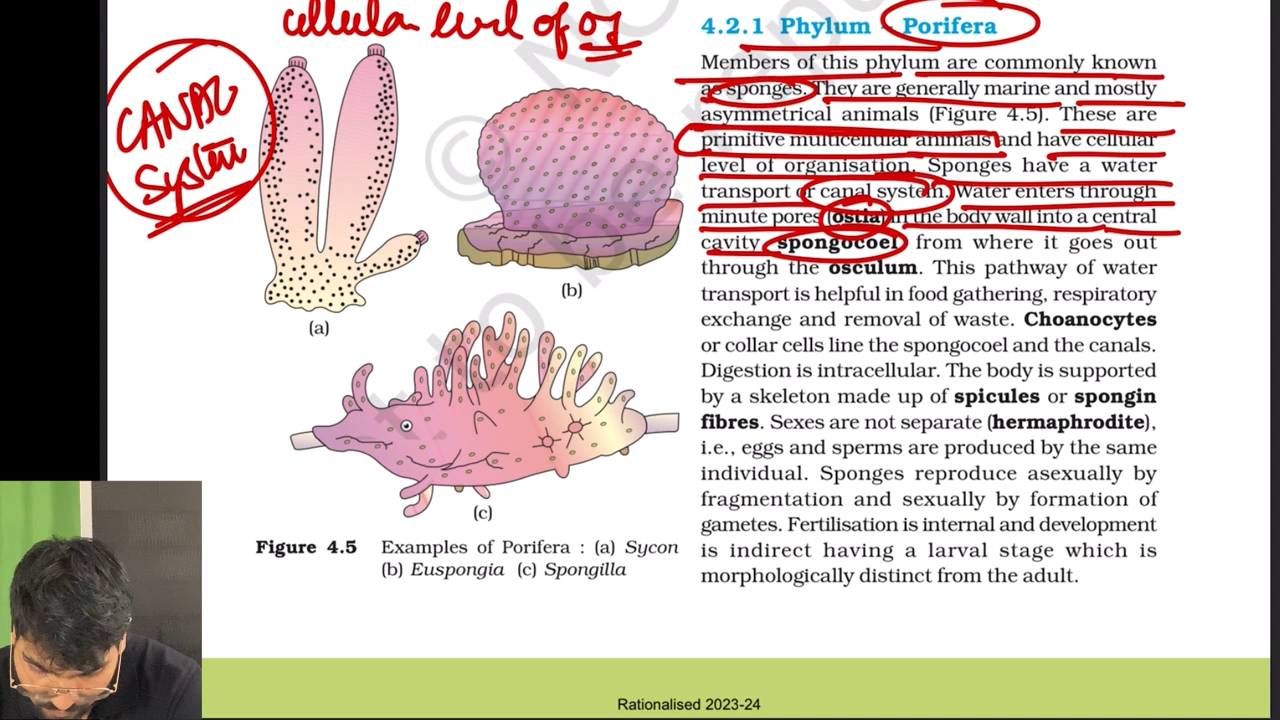 cellular level of og
CANAL
System
(a)
(b)
(c)
Figure 4.5 Examples of Porifera : (a) Sycon
(b) Euspongia (c) Spongilla
4.2.1 Phylum – Porifera
Members of this phylum are commonly known
as sponges. They are generally marine and mostly
asymmetrical animals (Figure 4.5). These are
primitive multicellular animals and have cellular
level of organisation. Sponges have a water
transport or canal system. Water enters through
minute pores (ostia) in the body wall into a central
cavity, spongocoel, from where it goes out
through the osculum. This pathway of water
transport is helpful in food gathering, respiratory
exchange and removal of waste. Choanocytes
or collar cells line the spongocoel and the canals.
Digestion is intracellular. The body is supported
by a skeleton made up of spicules or spongin
fibres. Sexes are not separate (hermaphrodite),
i.e., eggs and sperms are produced by the same
individual. Sponges reproduce asexually by
fragmentation and sexually by formation of
gametes. Fertilisation is internal and development
is indirect having a larval stage which is
morphologically distinct from the adult.
Rationalised 2023-24